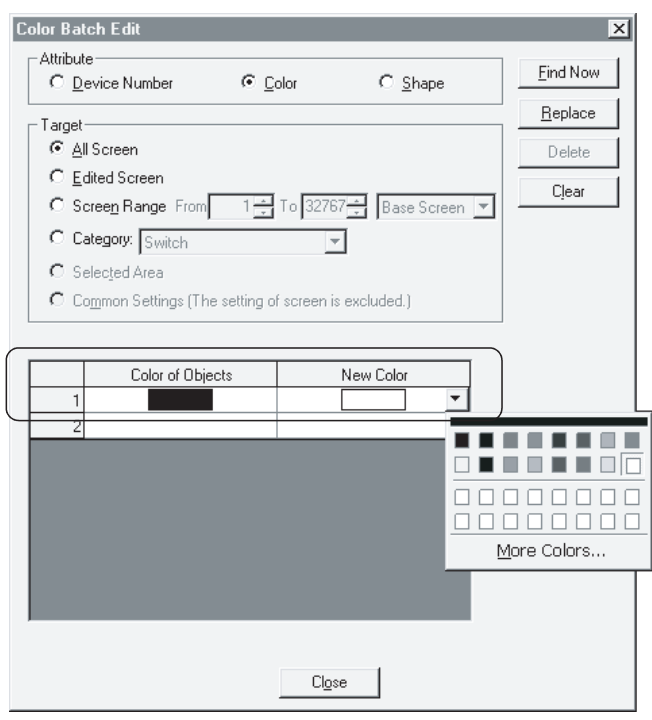 Color Batch Edit
Attribute
Device Number Color Shape
Find Now
Replace
Delete
Clear
Target
All Screen
Edited Screen
Screen Range From 1 To 32767 Base Screen
Category: Switch
Selected Area
Common Settings (The setting of screen is excluded.)
Color of Objects New Color
1
2
More Colors...
Close